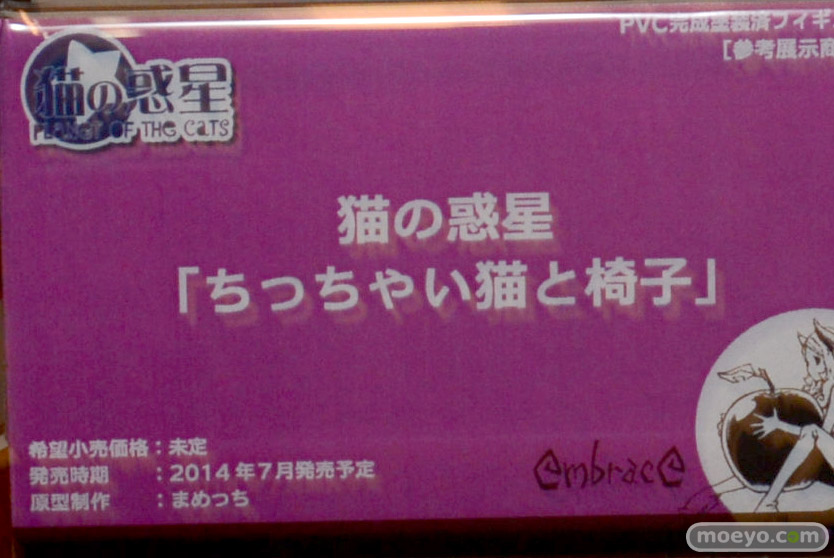 PVC完成塗装済フィギ
[参考展示商
猫の惑星
PLANET OF THE CATS
猫の惑星
「ちっちゃい猫と椅子」
希望小売価格：未定
発売時期　：2014年7月発売予定
原型制作　：まめっち
embrace
moeyo.com